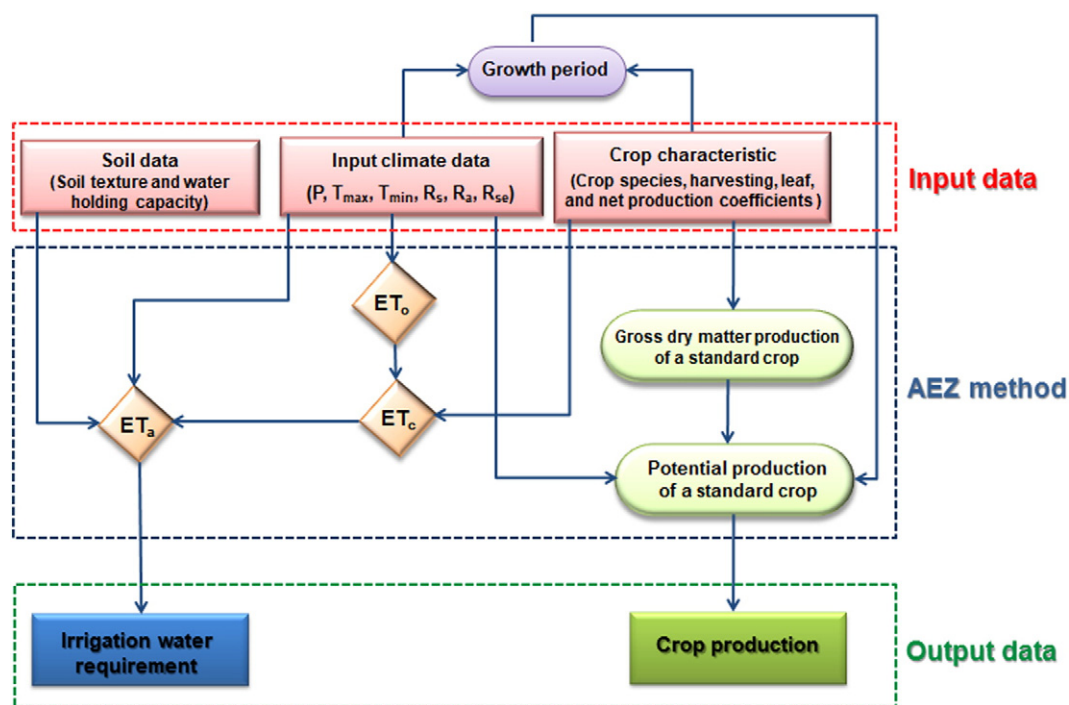 Growth period
Soil data
(Soil texture and water
holding capacity)
Input climate data
(P, Tmax, Tmin, Rs, Ra, Rse)
Crop characteristic
(Crop species, harvesting, leaf,
and net production coefficients)
Input data
ETo
Gross dry matter production
of a standard crop
AEZ method
ETa
ETc
Potential production
of a standard crop
Irrigation water
requirement
Crop production
Output data